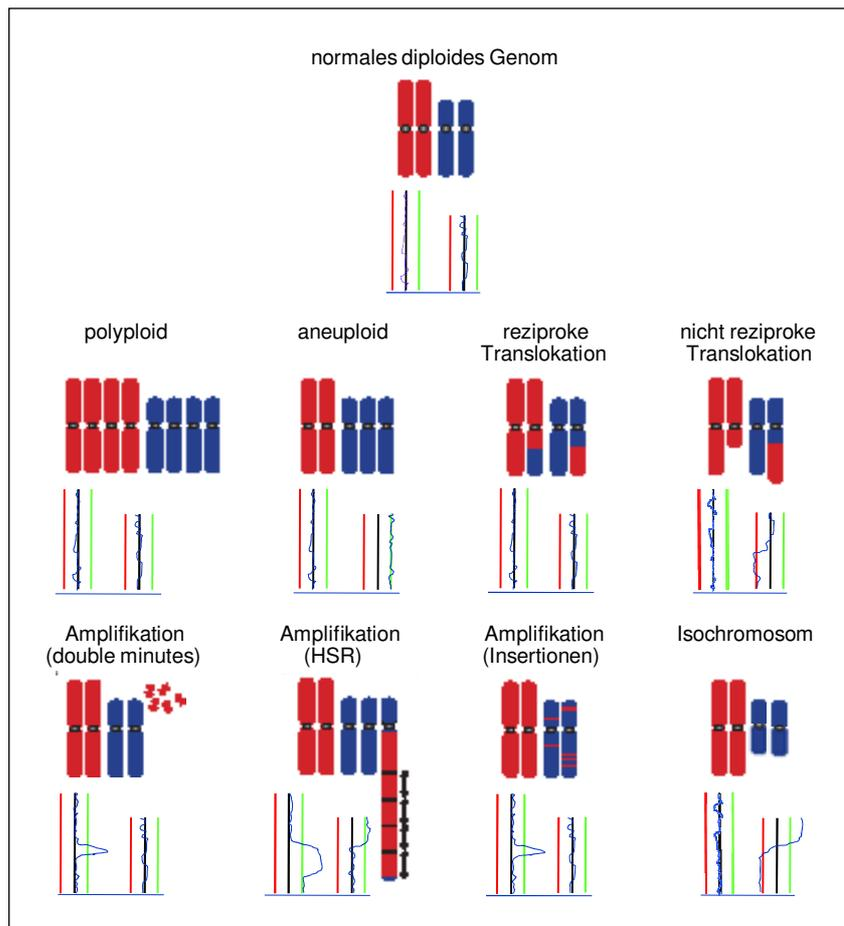 normales diploides Genom
polyploid
aneuploid
reziproke
Translokation
nicht reziproke
Translokation
Amplifikation
(double minutes)
Amplifikation
(HSR)
Amplifikation
(Insertionen)
Isochromosom